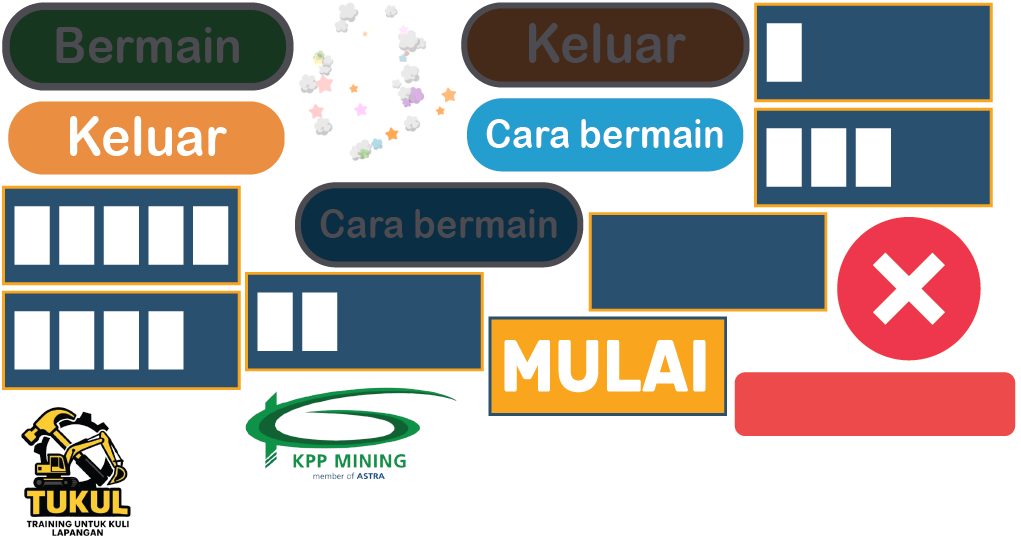 Bermain
Keluar
Keluar
Cara bermain
Cara bermain
MULAI
KPP MINING
member of ASTRA
TUKUL
TRAINING UNTUK KULI
LAPANGAN